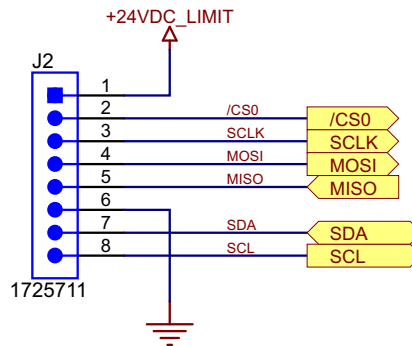 +24VDC_LIMIT
J2
1
2 /CS0 /CS0
3 SCLK SCLK
4 MOSI MOSI
5 MISO MISO
6
7 SDA SDA
8 SCL SCL
1725711